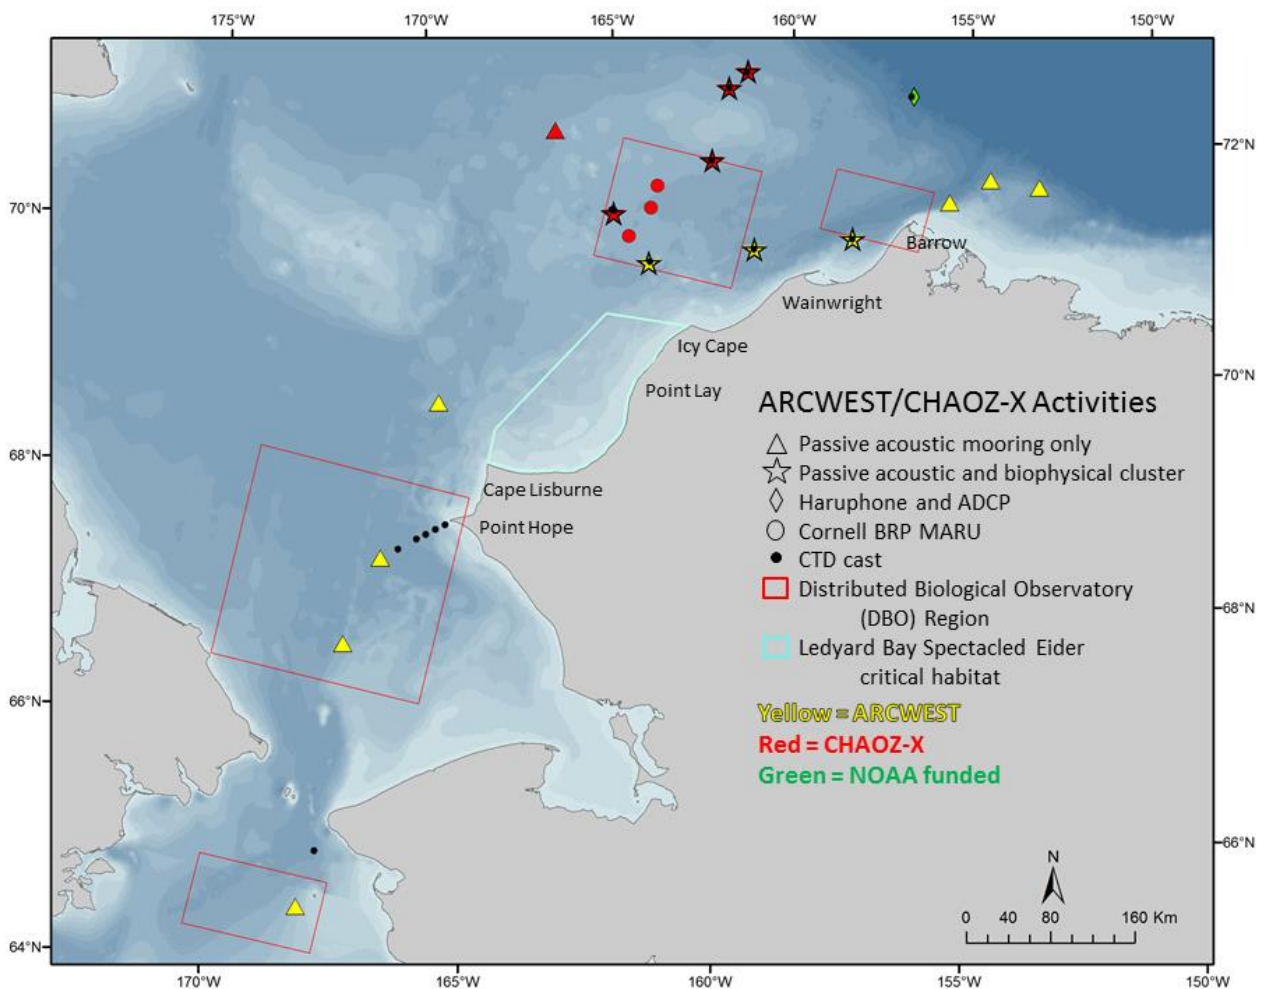 175°W 170°W 165°W 160°W 155°W 150°W
72°N
70°N
Barrow
Wainwright
Icy Cape
70°N
Point Lay
ARCWEST/CHAOZ-X Activities
Passive acoustic mooring only
68°N
Passive acoustic and biophysical cluster
Cape Lisburne
Haruphone and ADCP
Point Hope
Cornell BRP MARU
CTD cast
Distributed Biological Observatory
(DBO) Region
68°N
Ledyard Bay Spectacled Eider
critical habitat
66°N
Yellow = ARCWEST
Red = CHAOZ-X
Green = NOAA funded
66°N
N
0 40 80 160 Km
64°N
170°W 165°W 160°W 155°W 150°W